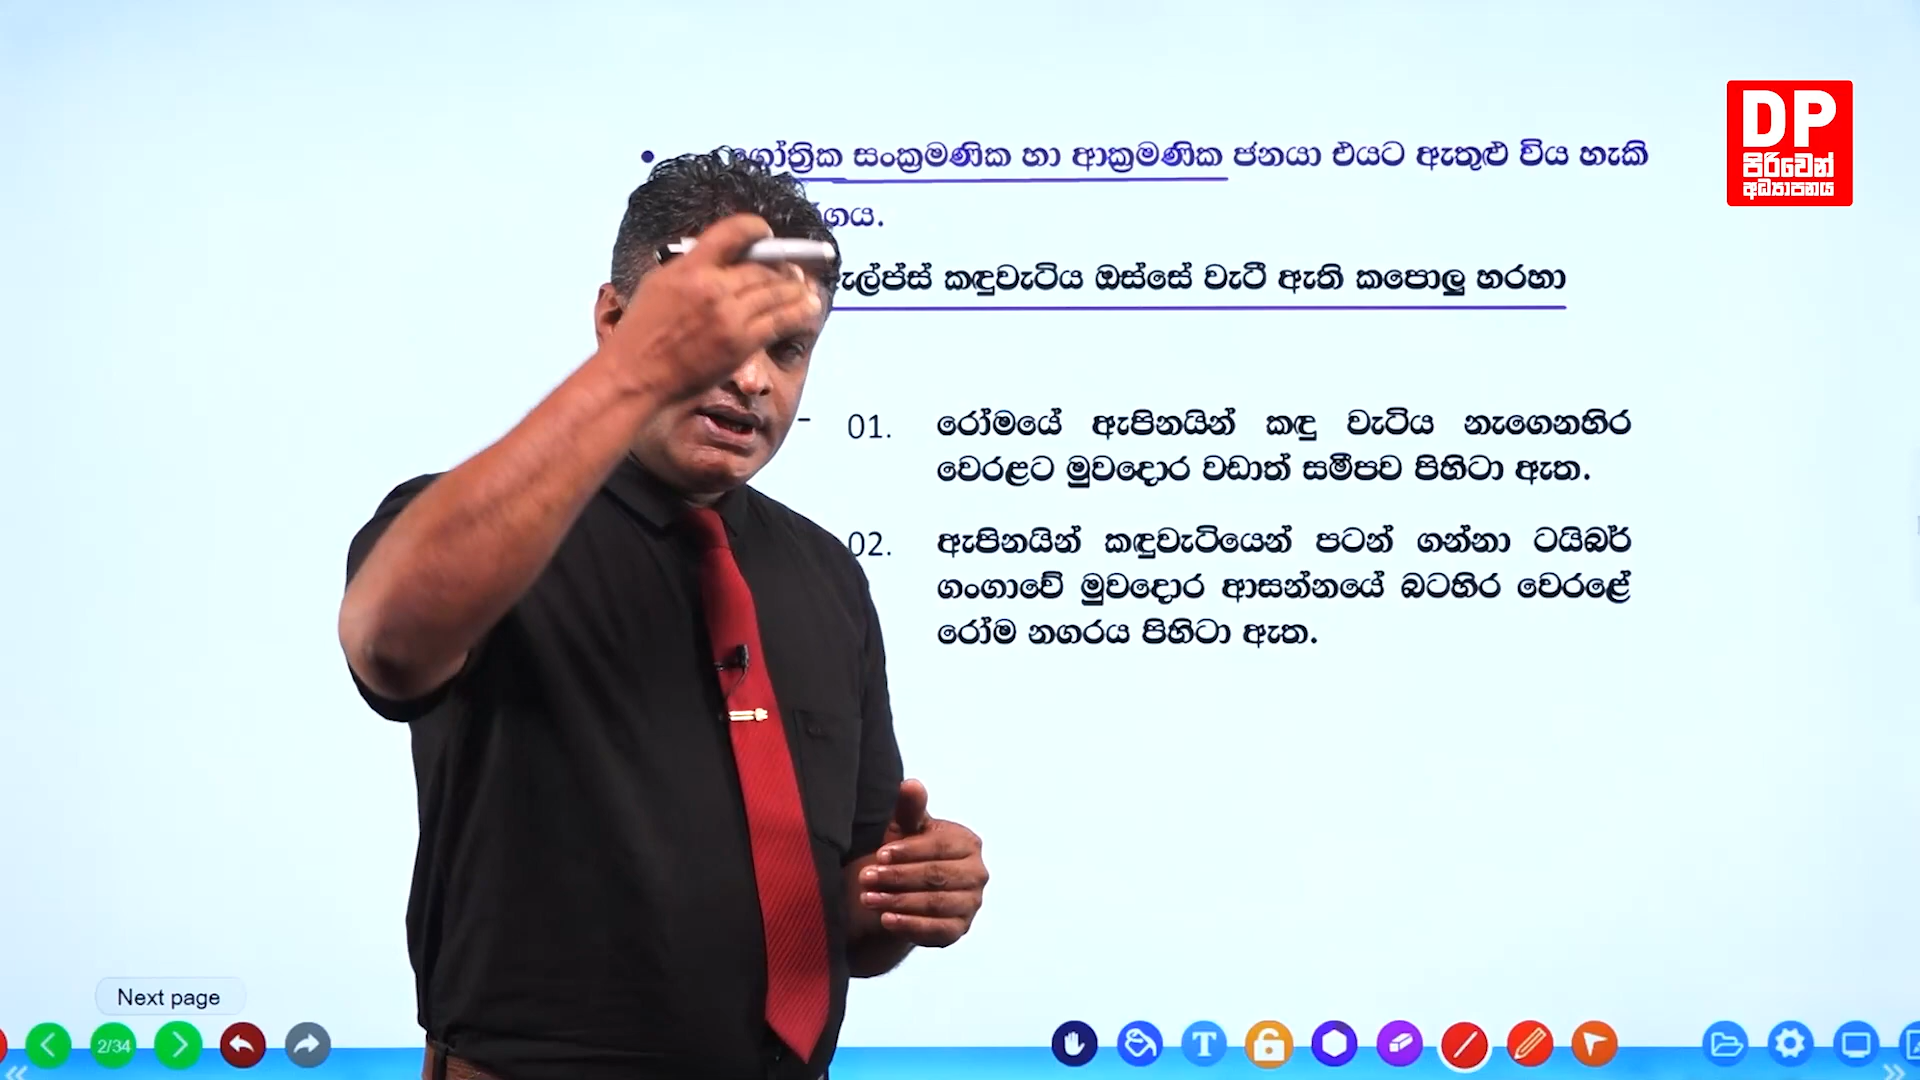 DP
පිරිවෙන්
අධ්‍යාපනය
• ගෝත්‍රික සංක්‍රමණික හා ආක්‍රමණික ජනයා එයට ඇතුළු විය හැකි
කඳුවැටිය ඔස්සේ වැටී ඇති කපොලු හරහා
- 01. රෝමයේ ඇපිනයින් කඳු වැටිය නැගෙනහිර
වෙරළට මුවදොර වඩාත් සමීපව පිහිටා ඇත.
02. ඇපිනයින් කඳුවැටියෙන් පටන් ගන්නා ටයිබර්
ගංගාවේ මුවදොර ආසන්නයේ බටහිර වෙරළේ
රෝම නගරය පිහිටා ඇත.
Next page
2/34
T